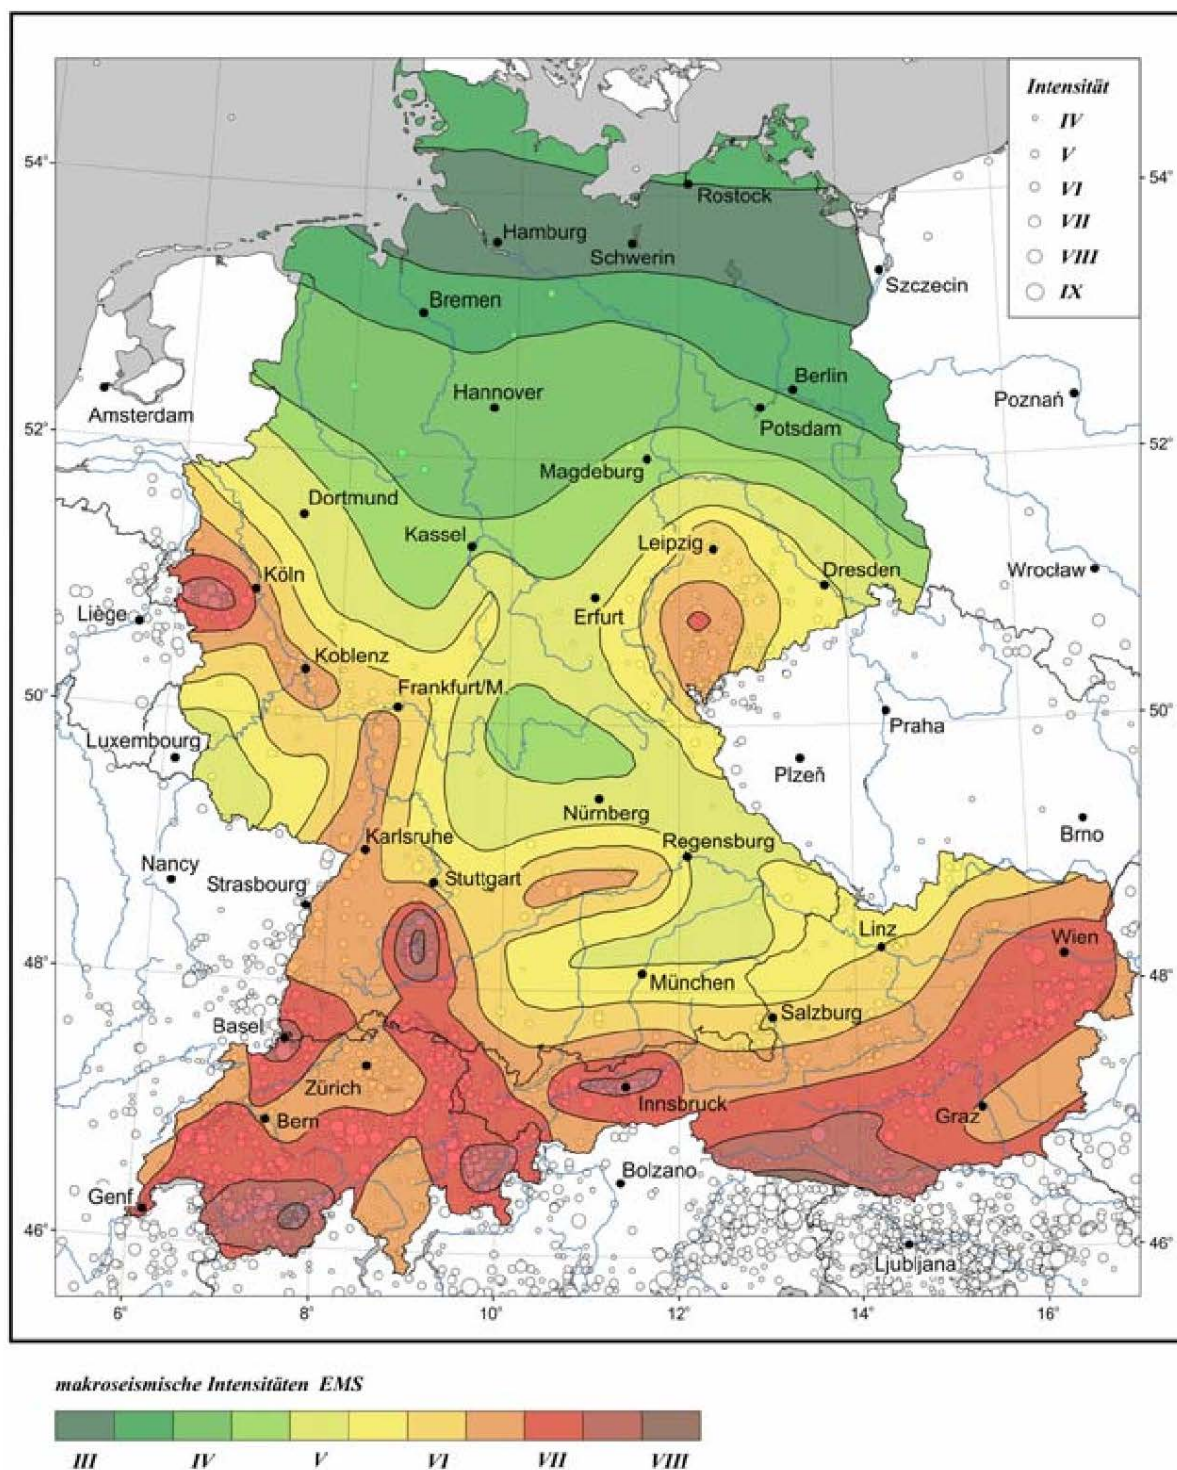 Intensität
IV
V
VI
VII
VIII
IX
54°
54°
Rostock
Hamburg
Schwerin
Szczecin
Bremen
Berlin
Hannover
Poznań
Amsterdam
Potsdam
52°
52°
Magdeburg
Dortmund
Kassel
Leipzig
Köln
Dresden
Wrocław
Liège
Erfurt
Koblenz
Frankfurt/M.
50°
50°
Praha
Luxembourg
Plzeň
Nürnberg
Karlsruhe
Regensburg
Brno
Nancy
Strasbourg
Stuttgart
Linz
Wien
48°
48°
München
Salzburg
Basel
Zürich
Innsbruck
Bern
Graz
Bolzano
Genf
46°
46°
Ljubljana
6°
8°
10°
12°
14°
16°
makroseismische Intensitäten EMS
III IV V VI VII VIII